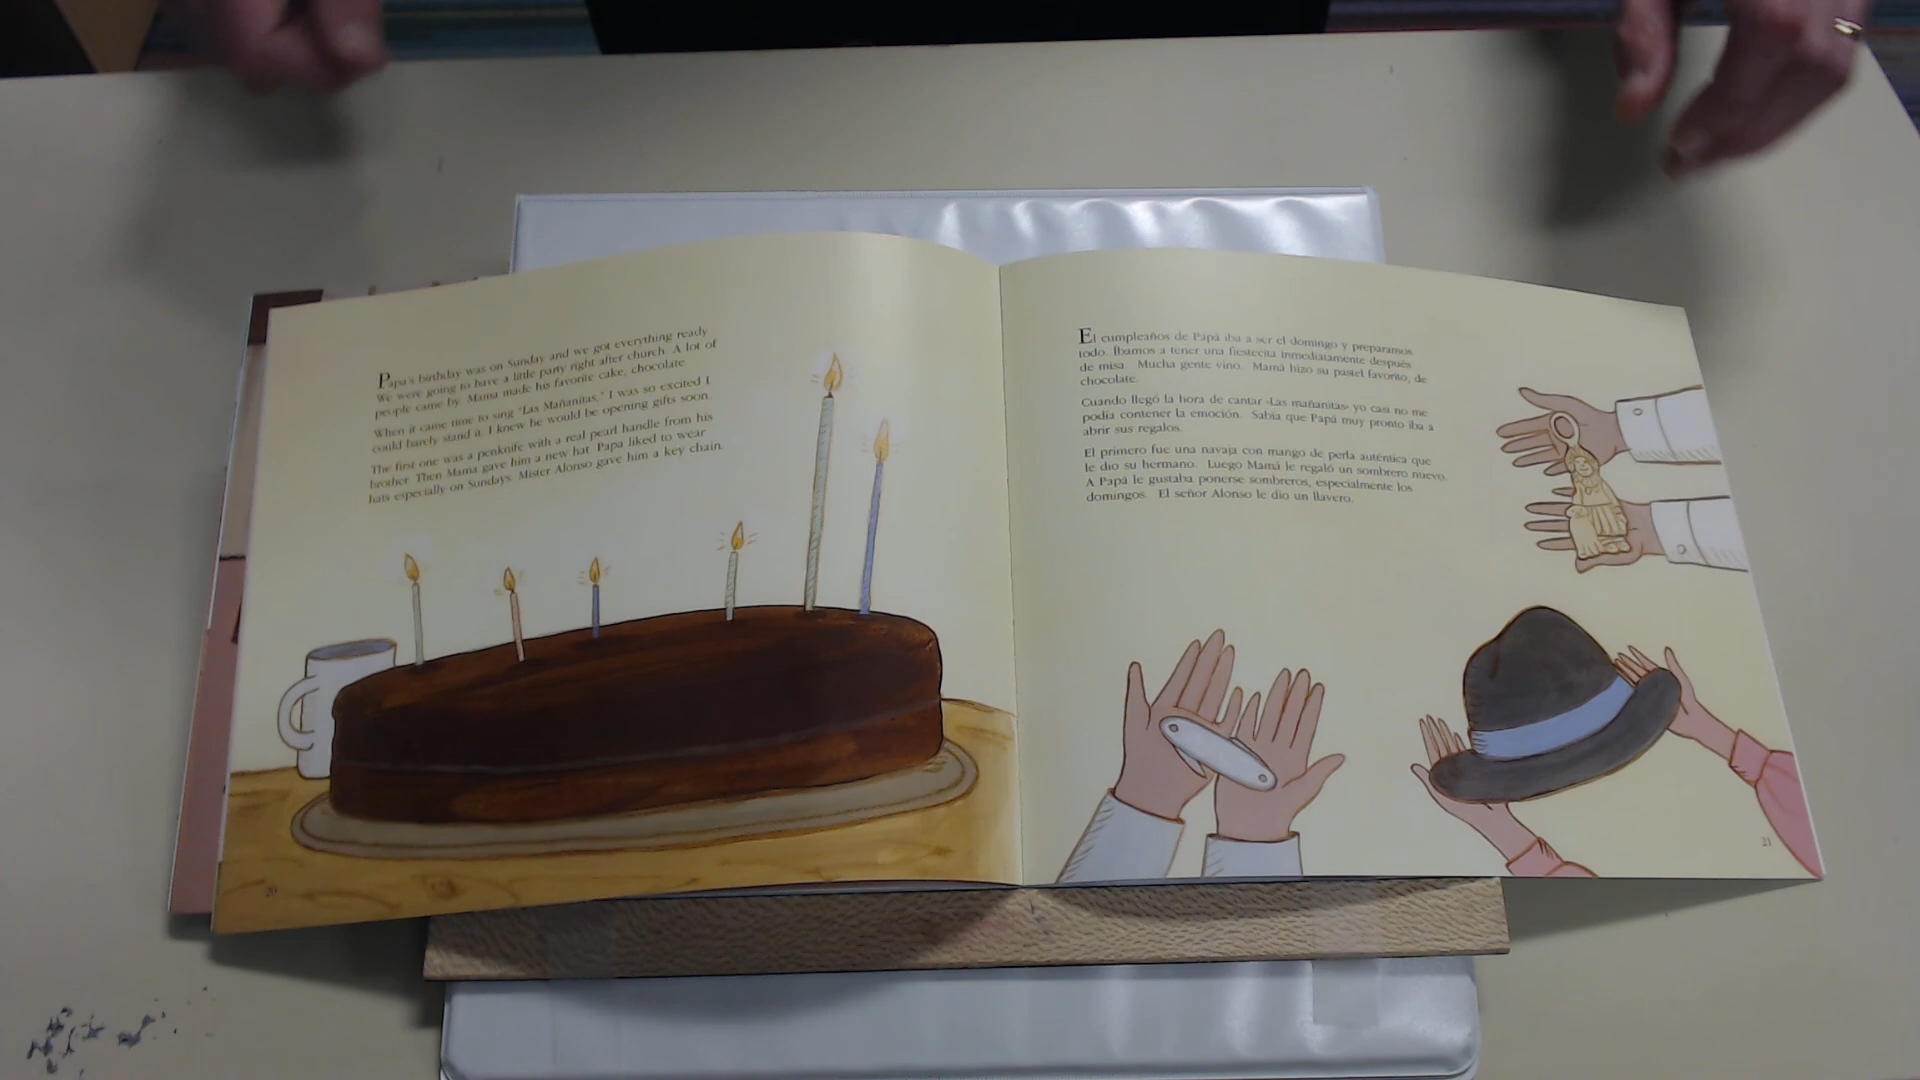 Papa's birthday was on Sunday and we got everything ready
We were going to have a little party right after church. A lot of
people came by. Mama made his favorite cake, chocolate
When it came time to sing "Las Mañanitas," I was so excited I
could barely stand it. I knew he would be opening gifts soon.
The first one was a penknife with a real pearl handle from his
brother Then Mama gave him a new hat Papa liked to wear
hats especially on Sundays. Mister Alonso gave him a key chain.
20
El cumpleaños de Papá iba a ser el domingo y preparamos
todo. Íbamos a tener una fiestecita inmediatamente después
de misa. Mucha gente vino. Mamá hizo su pastel favorito, de
chocolate.
Cuando llegó la hora de cantar «Las mañanitas» yo casi no me
podía contener la emoción. Sabía que Papá muy pronto iba a
abrir sus regalos.
El primero fue una navaja con mango de perla auténtica que
le dio su hermano. Luego Mamá le regaló un sombrero nuevo.
A Papá le gustaba ponerse sombreros, especialmente los
domingos. El señor Alonso le dio un llavero.
21